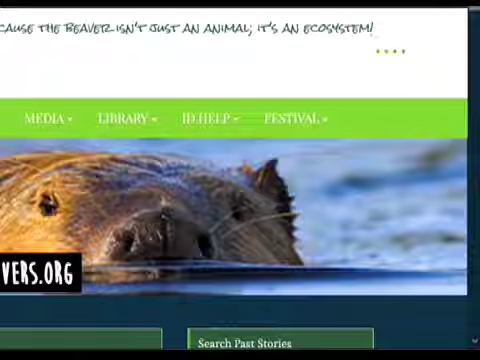 CAUSE THE BEAVER ISN'T JUST AN ANIMAL; IT'S AN ECOSYSTEM!
MEDIA LIBRARY ID HELP FESTIVAL
VERS.ORG
Search Past Stories